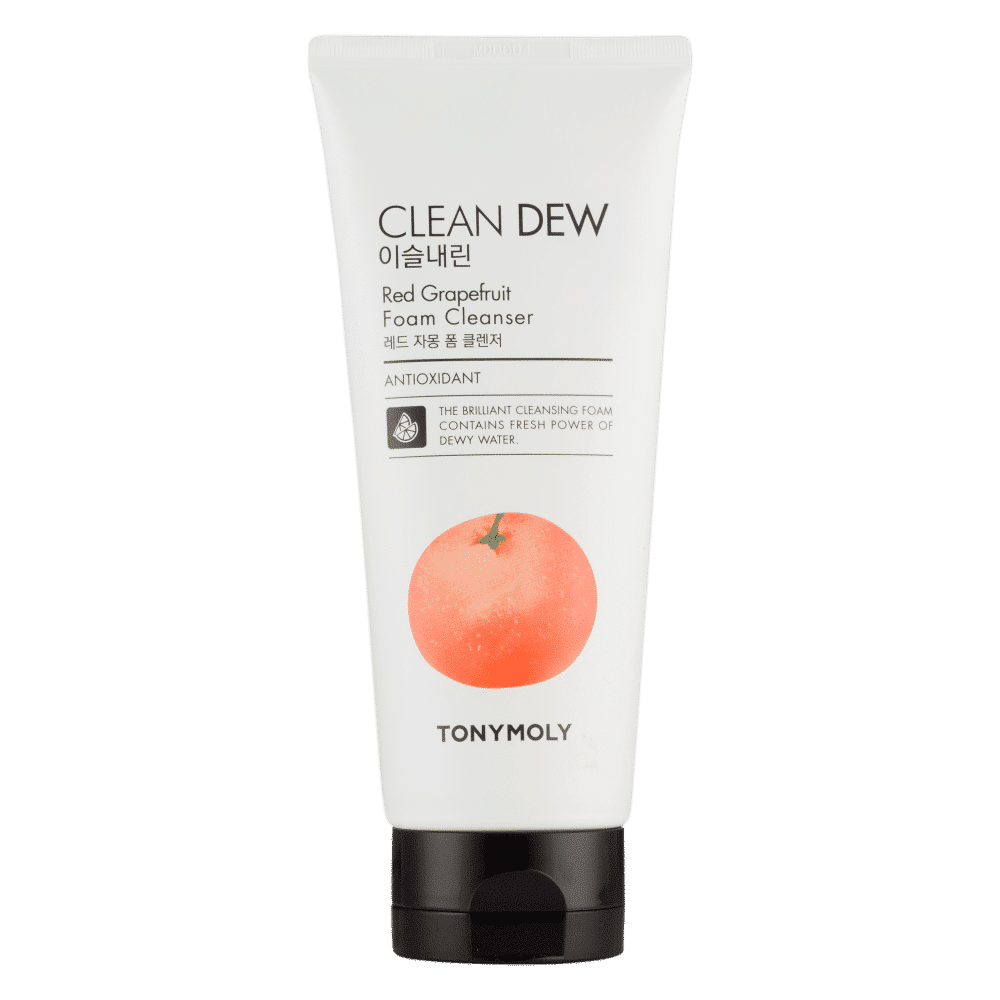 CLEAN DEW
이슬내린
Red Grapefruit
Foam Cleanser
레드 자몽 폼 클렌저
ANTIOXIDANT
THE BRILLIANT CLEANSING FOAM
CONTAINS FRESH POWER OF
DEWY WATER.
TONYMOLY